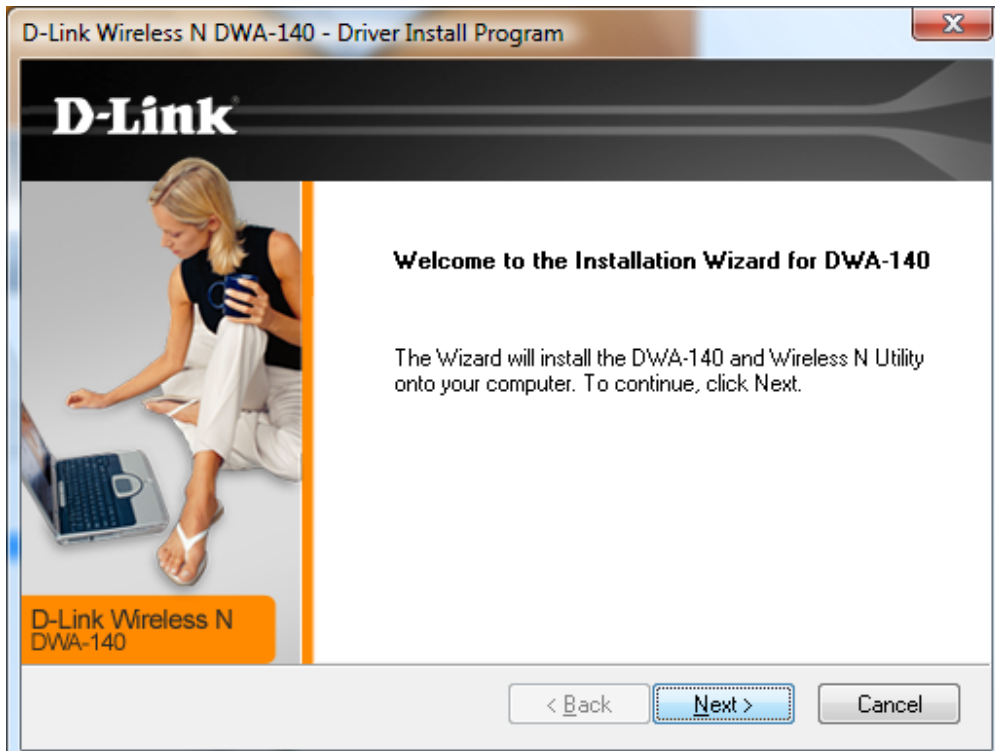 D-Link Wireless N DWA-140 - Driver Install Program
X
D-Link
Welcome to the Installation Wizard for DWA-140
The Wizard will install the DWA-140 and Wireless N Utility
onto your computer. To continue, click Next.
D-Link Wireless N
DWA-140
< Back
Next >
Cancel